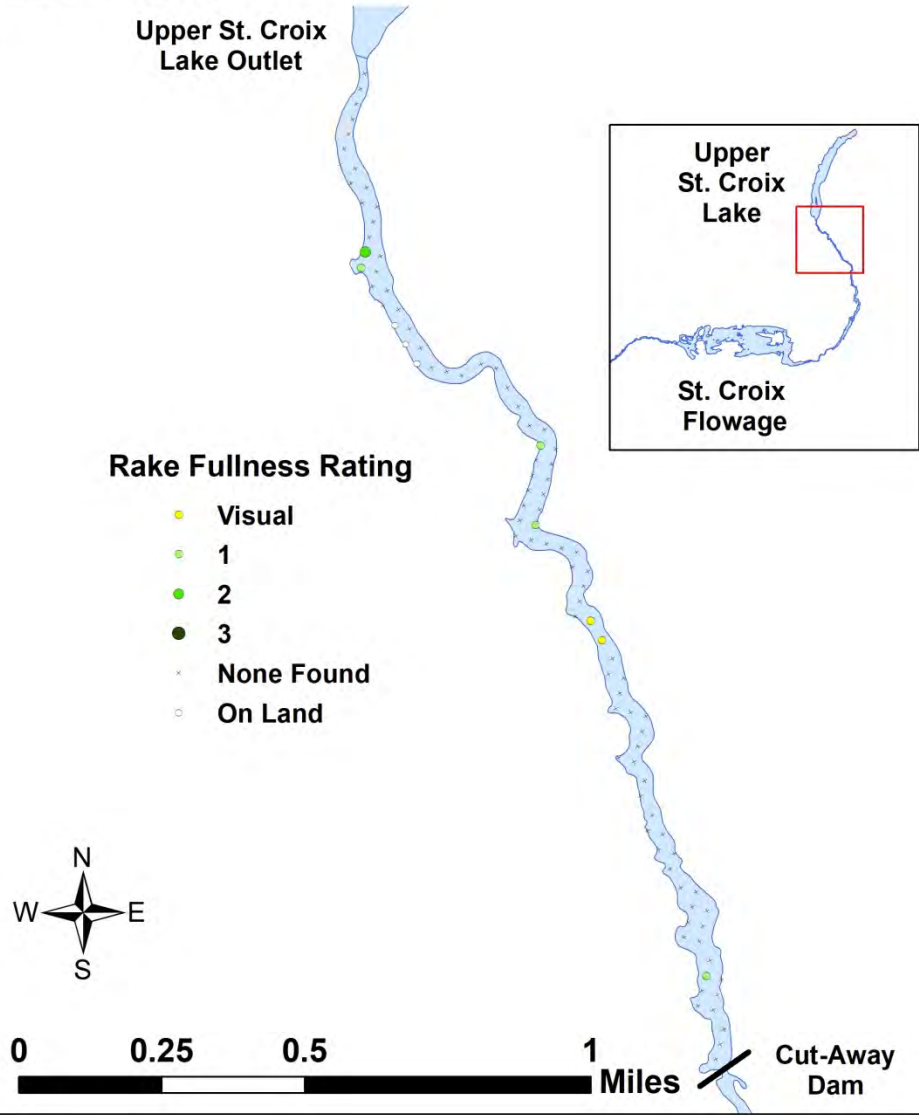 Upper St. Croix
Lake Outlet
Upper
St. Croix
Lake
St. Croix
Flowage
Rake Fullness Rating
Visual
1
2
3
None Found
On Land
N
W
E
S
0
0.25
0.5
1
Miles
Cut-Away
Dam